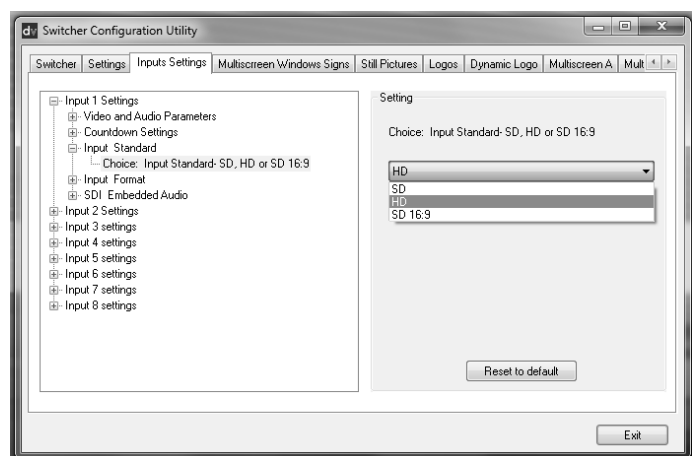 dv Switcher Configuration Utility
Switcher Settings Inputs Settings Multiscrreen Windows Signs Still Pictures Logos Dynamic Logo Multiscreen A Mult
Input 1 Settings
Video and Audio Parameters
Countdown Settings
Input Standard
Choice: Input Standard- SD, HD or SD 16:9
Input Format
SDI Embedded Audio
Input 2 Settings
Input 3 settings
Input 4 settings
Input 5 settings
Input 6 settings
Input 7 settings
Input 8 settings
Setting
Choice: Input Standard- SD, HD or SD 16:9
HD
SD
HD
SD 16:9
Reset to default
Exit